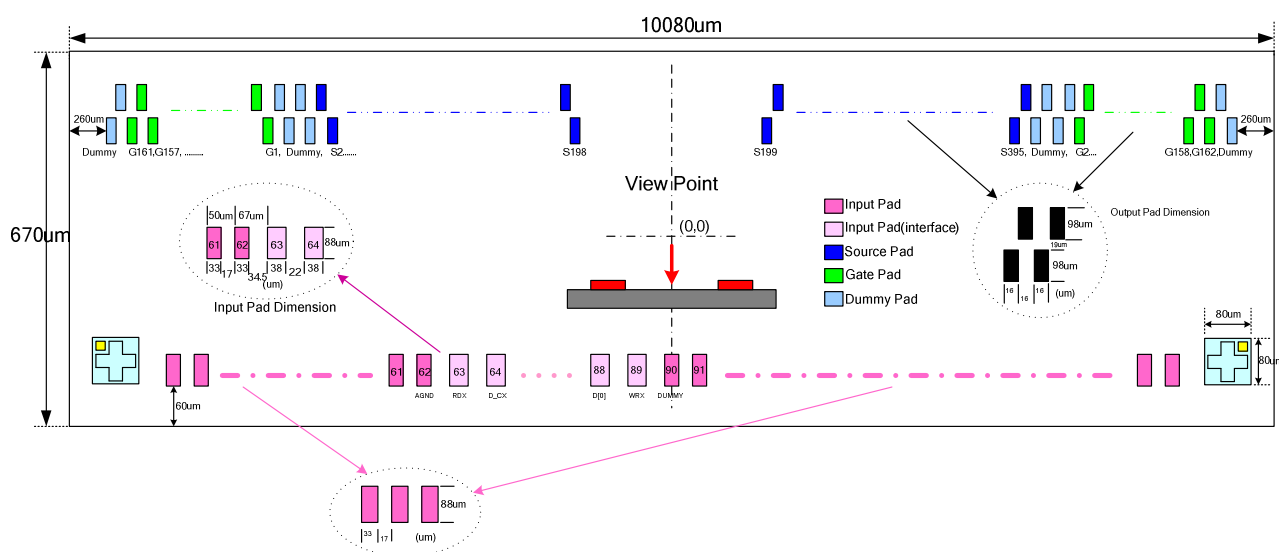 10080um
670um
260um
260um
Dummy G161,G157, .........
G1, Dummy, S2......
S198
S199
S395, Dummy, G2...
G158,G162,Dummy
View Point
(0,0)
Input Pad
Input Pad(interface)
Source Pad
Gate Pad
Dummy Pad
50um 67um
61 62 63 64
88um
33 17 33 34.5 38 22 38
(um)
Input Pad Dimension
Output Pad Dimension
98um
19um
98um
16 16 16 (um)
80um
80um
60um
61 62 63 64 88 89 90 91
AGND RDX D_CX D[0] WRX DUMMY
88um
33 17 (um)